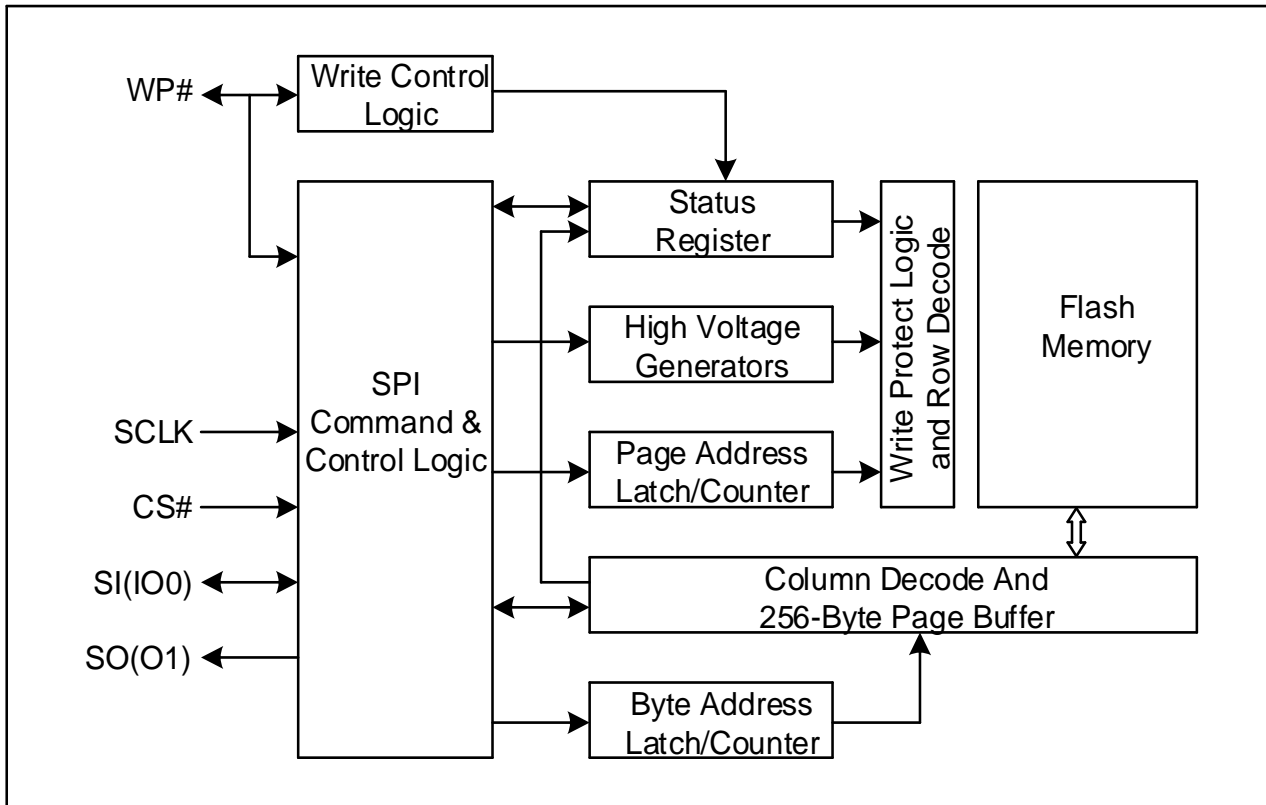 WP#
Write Control
Logic
Status
Register
High Voltage
Generators
SPI
Command &
Control Logic
Page Address
Latch/Counter
Write Protect Logic
and Row Decode
Flash
Memory
SCLK
CS#
SI(IO0)
SO(O1)
Column Decode And
256-Byte Page Buffer
Byte Address
Latch/Counter